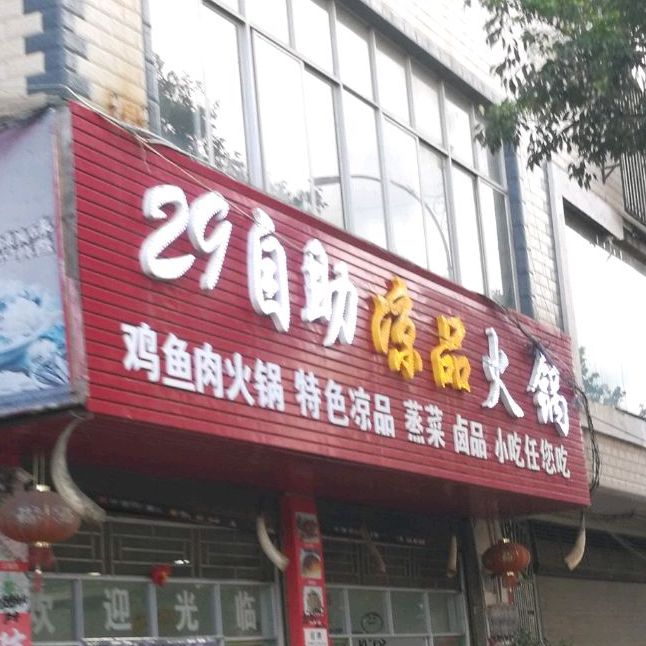 29自助凉品火锅
鸡鱼肉火锅 特色凉品 蒸菜 卤品 小吃任您吃
欢迎光临